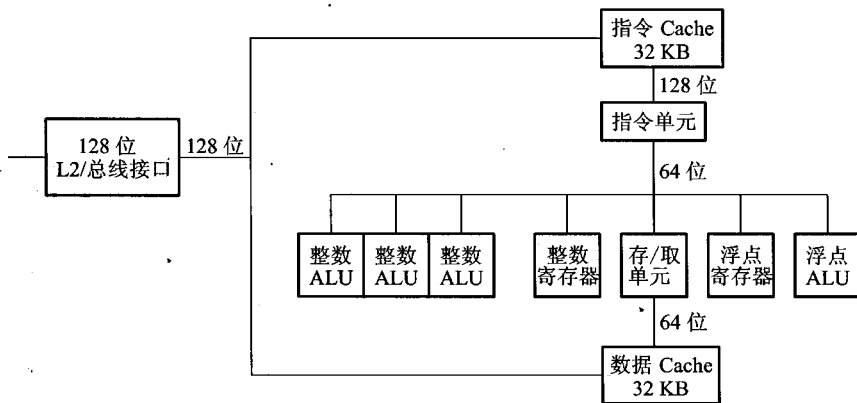 指令 Cache
32 KB
128 位
指令单元
128 位
L2/总线接口
128 位
64 位
整数
ALU
整数
ALU
整数
ALU
整数
寄存器
存/取
单元
浮点
寄存器
浮点
ALU
64 位
数据 Cache
32 KB